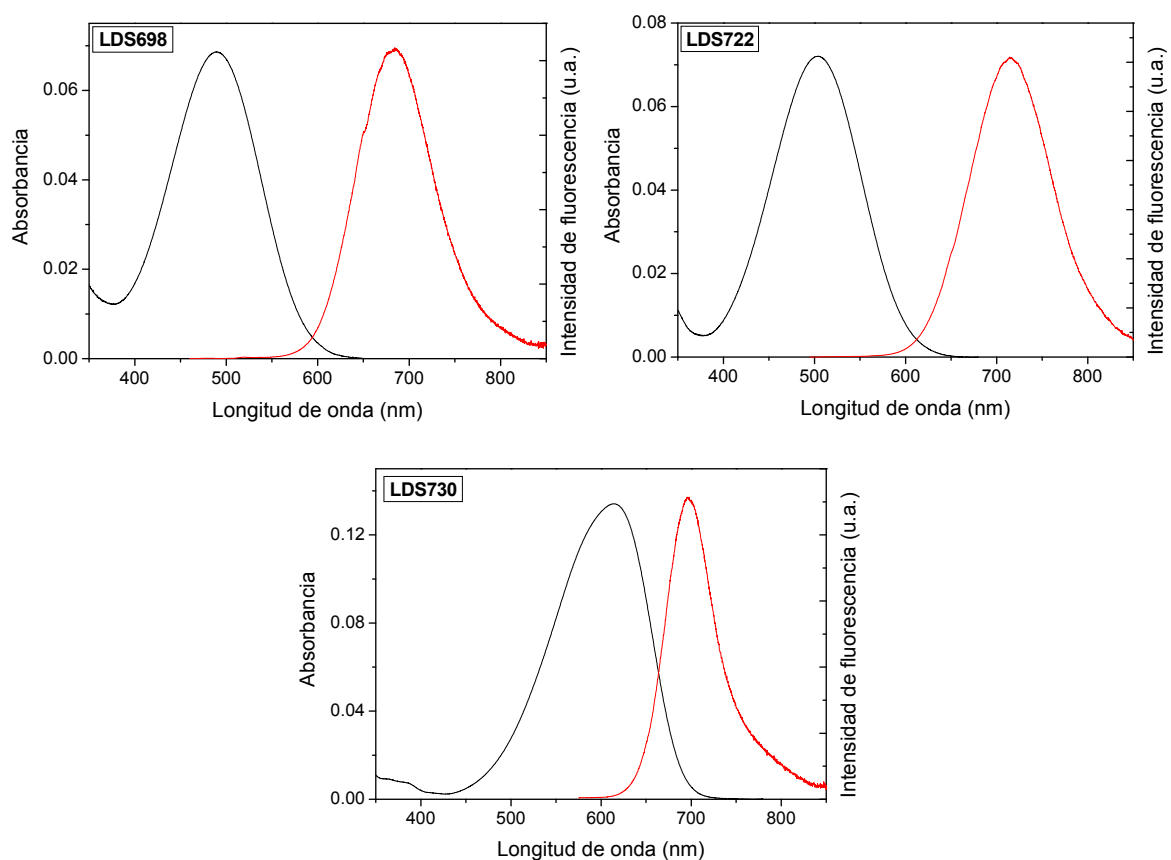 LDS698
Absorbancia
0.06
0.04
0.02
0.00
400 500 600 700 800
Longitud de onda (nm)
Intensidad de fluorescencia (u.a.)
LDS722
Absorbancia
0.08
0.06
0.04
0.02
0.00
400 500 600 700 800
Longitud de onda (nm)
Intensidad de fluorescencia (u.a.)
LDS730
Absorbancia
0.12
0.08
0.04
0.00
400 500 600 700 800
Longitud de onda (nm)
Intensidad de fluorescencia (u.a.)